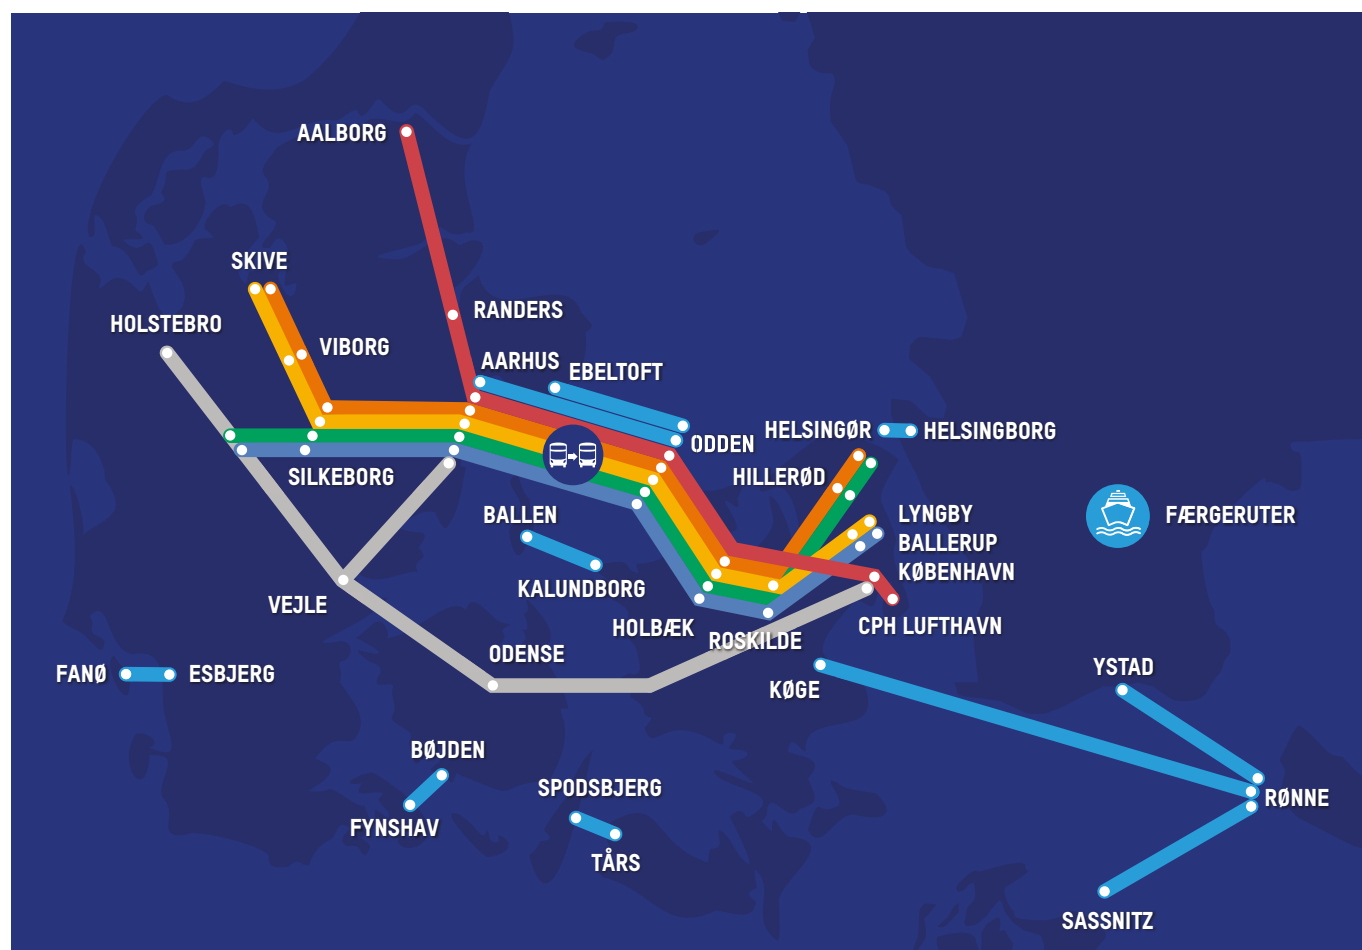 AALBORG
SKIVE
RANDERS
HOLSTEBRO
VIBORG
AARHUS
EBELTOFT
HELSINGØR
HELSINGBORG
ODDEN
SILKEBORG
HILLERØD
BALLEN
LYNGBY
FÆRGERUTER
BALLERUP
KØBENHAVN
KALUNDBORG
VEJLE
HOLBÆK
ROSKILDE
CPH LUFTHAVN
ODENSE
FANØ
ESBJERG
KØGE
YSTAD
BØJDEN
SPODSBJERG
RØNNE
FYNSHAV
TÅRS
SASSNITZ